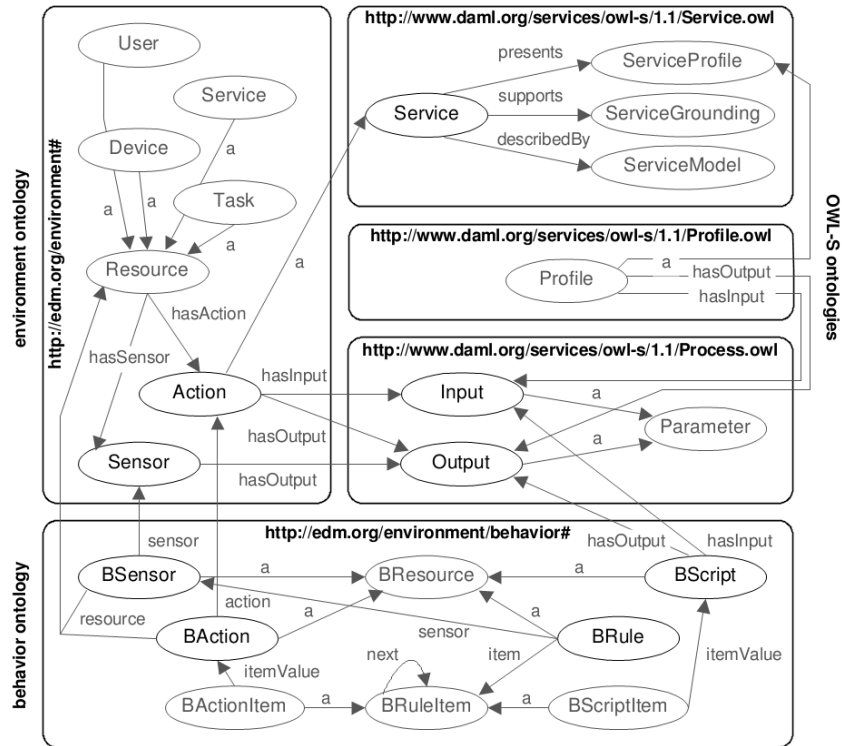 http://www.daml.org/services/owl-s/1.1/Service.owl
User
presents
ServiceProfile
Service
Service
supports
ServiceGrounding
describedBy
ServiceModel
Device
a
a
a
Task
a
Resource
environment ontology
http://edm.org/environment#
hasAction
hasSensor
a
http://www.daml.org/services/owl-s/1.1/Profile.owl
Profile
a
hasOutput
hasInput
OWL-S ontologies
http://www.daml.org/services/owl-s/1.1/Process.owl
Action
hasInput
Input
a
hasOutput
Parameter
a
Sensor
hasOutput
Output
http://edm.org/environment/behavior#
hasOutput
hasInput
sensor
BSensor
a
BResource
a
BScript
behavior ontology
resource
action
a
a
BAction
sensor
BRule
next
item
itemValue
itemValue
BActionItem
a
BRuleItem
a
BScriptItem